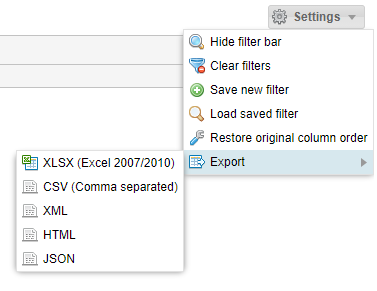 Settings
Hide filter bar
Clear filters
Save new filter
Load saved filter
Restore original column order
Export
XLSX (Excel 2007/2010)
CSV (Comma separated)
XML
HTML
JSON